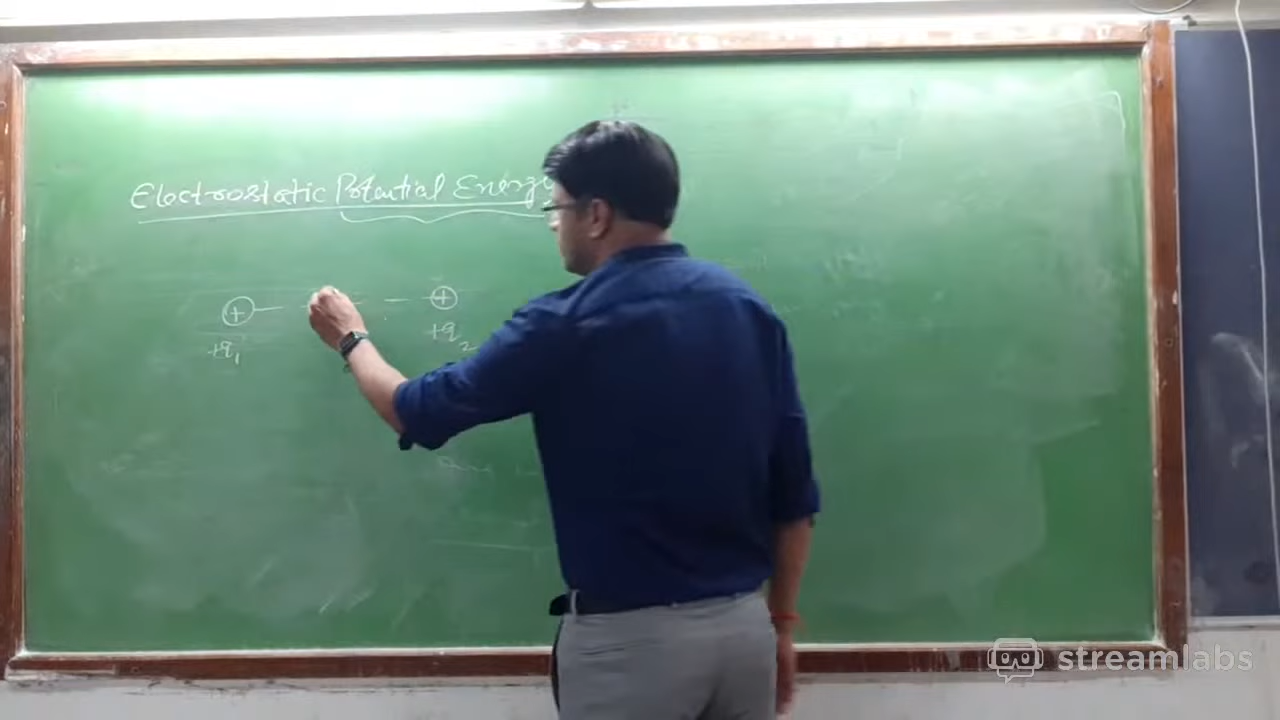 Electrostatic Potential Energy
+ +
+q1 +q2
streamlabs